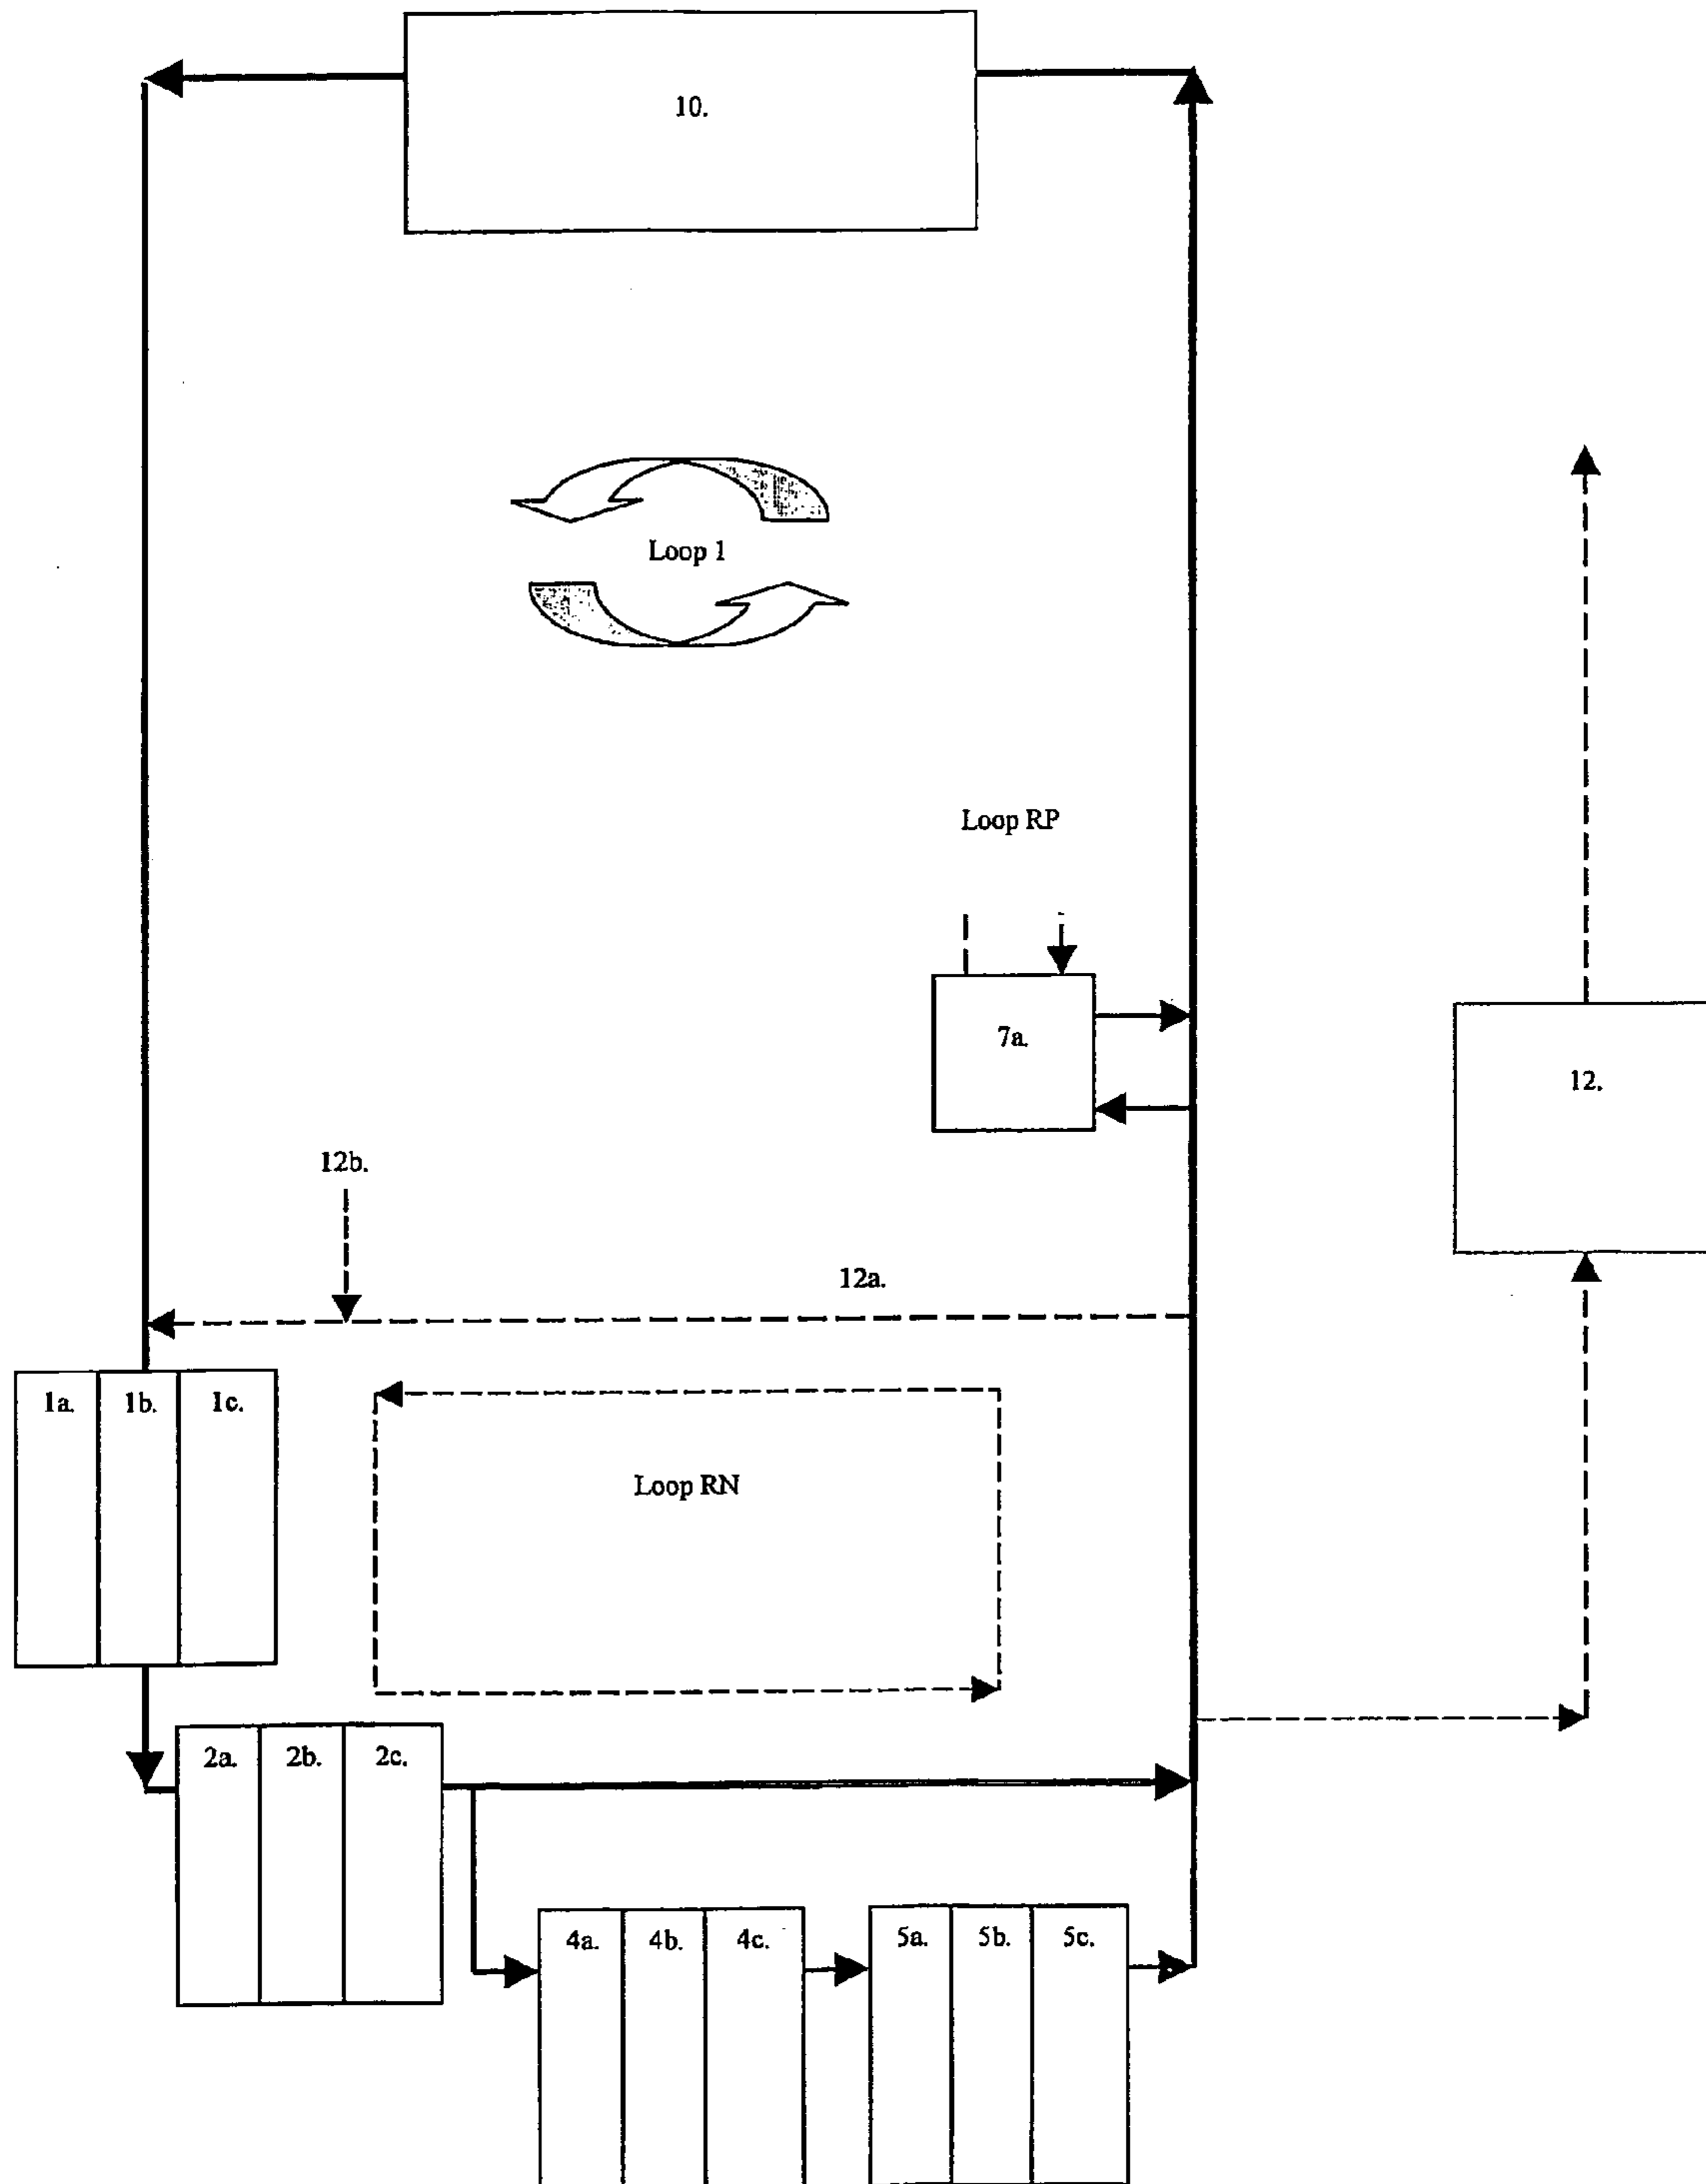 10.
Loop 1
Loop RP
7a.
12.
12b.
12a.
1a. 1b. 1c.
Loop RN
2a. 2b. 2c.
4a. 4b. 4c.
5a. 5b. 5c.